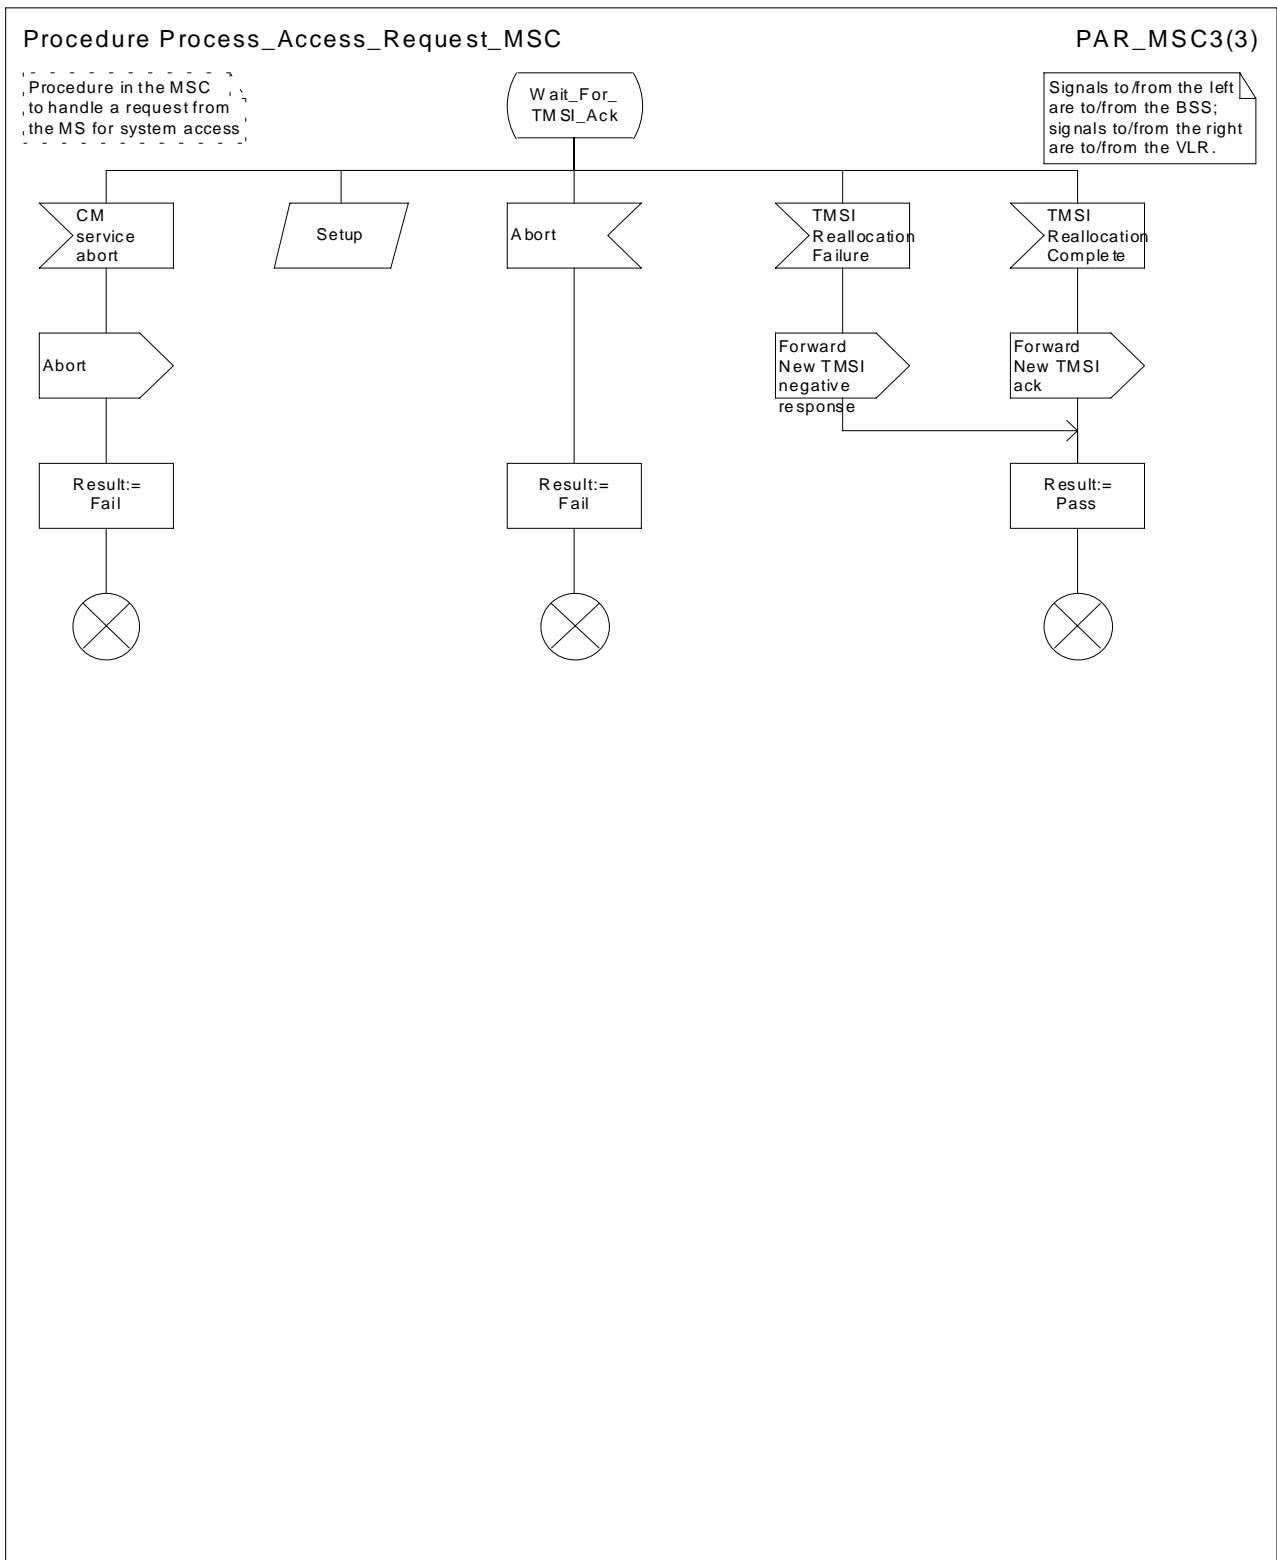 Procedure Process_Access_Request_MSC
PAR_MSC3(3)
Procedure in the MSC
to handle a request from
the MS for system access
Wait_For_
TMSI_Ack
Signals to/from the left
are to/from the BSS;
signals to/from the right
are to/from the VLR.
CM
service
abort
Setup
Abort
TMSI
Reallocation
Failure
TMSI
Reallocation
Complete
Abort
Forward
New TMSI
negative
response
Forward
New TMSI
ack
Result:=
Fail
Result:=
Fail
Result:=
Pass